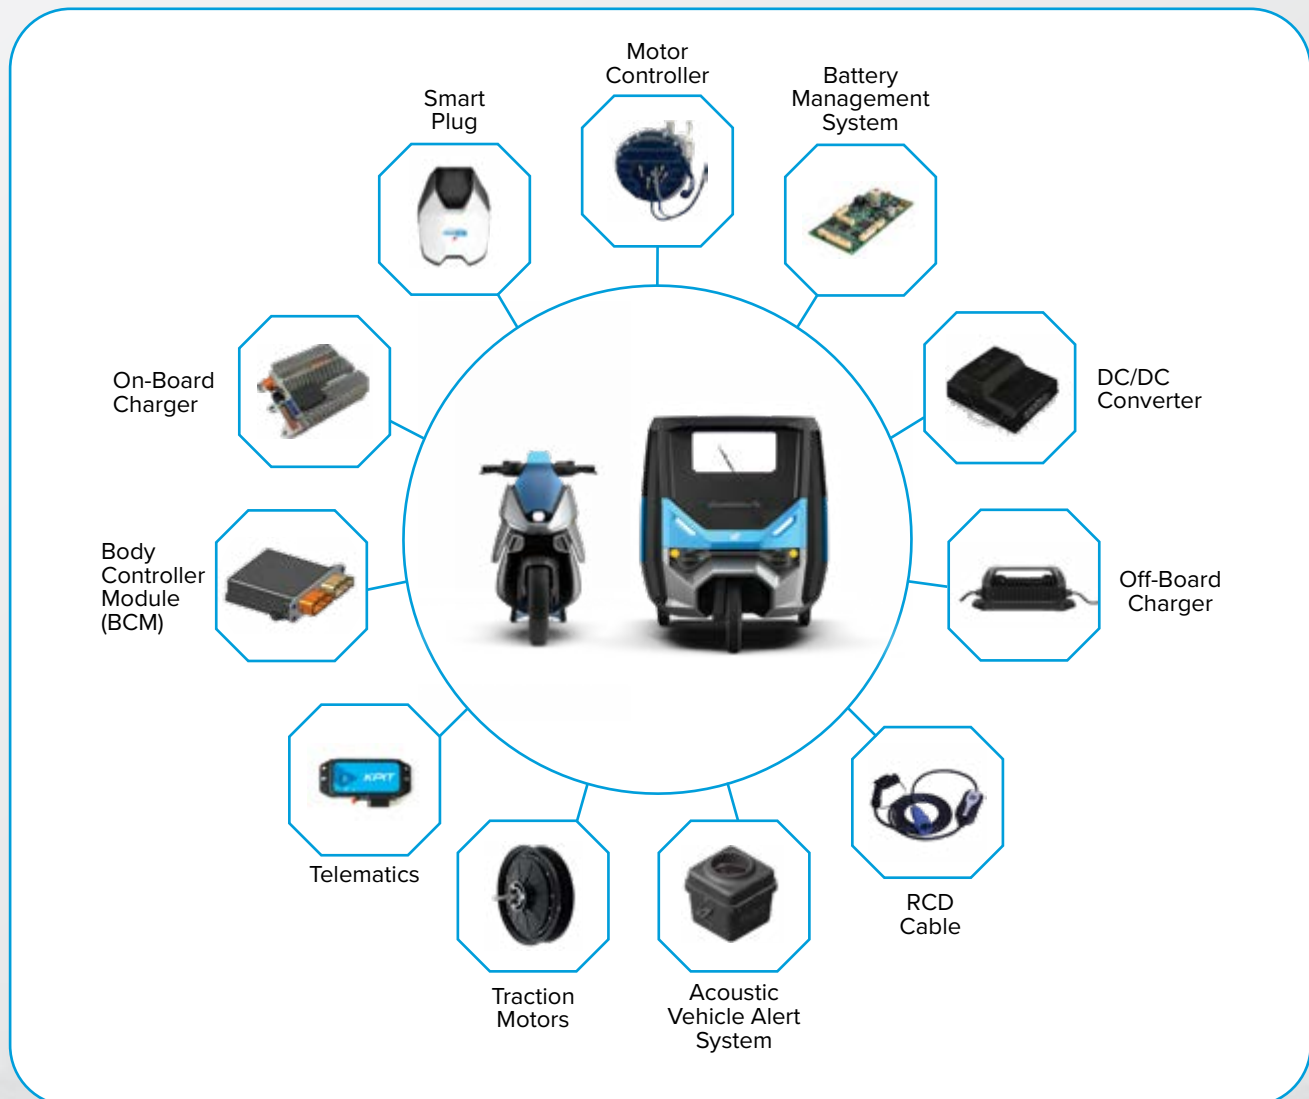 Motor
Controller
Battery
Management
System
Smart
Plug
On-Board
Charger
DC/DC
Converter
Body
Controller
Module
(BCM)
Off-Board
Charger
KPIT
Telematics
RCD
Cable
Traction
Motors
Acoustic
Vehicle Alert
System